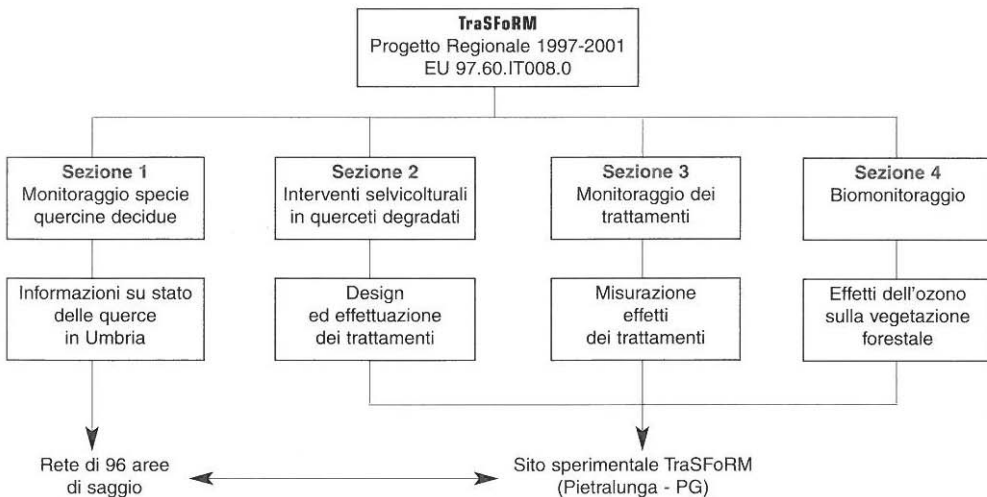 TraSFoRM
Progetto Regionale 1997-2001
EU 97.60.IT008.0
Sezione 1
Monitoraggio specie
quercine decidue
Sezione 2
Interventi selvicolturali
in querceti degradati
Sezione 3
Monitoraggio dei
trattamenti
Sezione 4
Biomonitoraggio
Informazioni su stato
delle querce
in Umbria
Design
ed effettuazione
dei trattamenti
Misurazione
effetti
dei trattamenti
Effetti dell'ozono
sulla vegetazione
forestale
Rete di 96 aree
di saggio
Sito sperimentale TraSFoRM
(Pietralunga - PG)